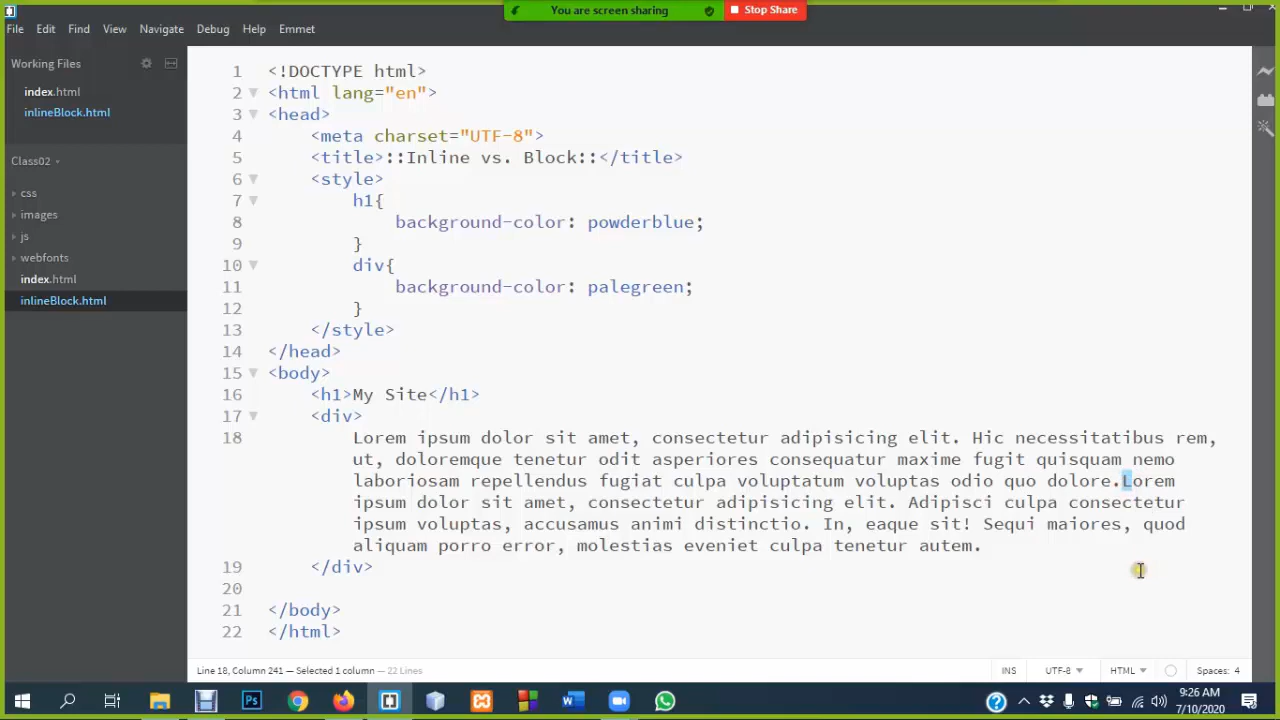 You are screen sharing
Stop Share
File Edit Find View Navigate Debug Help Emmet
Working Files
index.html
inlineBlock.html
Class02
css
images
js
webfonts
index.html
inlineBlock.html
1 <!DOCTYPE html>
2 <html lang="en">
3 <head>
4 <meta charset="UTF-8">
5 <title>::Inline vs. Block::</title>
6 <style>
7 h1{
8 background-color: powderblue;
9 }
10 div{
11 background-color: palegreen;
12 }
13 </style>
14 </head>
15 <body>
16 <h1>My Site</h1>
17 <div>
18 Lorem ipsum dolor sit amet, consectetur adipisicing elit. Hic necessitatibus rem,
ut, doloremque tenetur odit asperiores consequatur maxime fugit quisquam nemo
laboriosam repellendus fugiat culpa voluptatum voluptas odio quo dolore.Lorem
ipsum dolor sit amet, consectetur adipisicing elit. Adipisci culpa consectetur
ipsum voluptas, accusamus animi distinctio. In, eaque sit! Sequi maiores, quod
aliquam porro error, molestias eveniet culpa tenetur autem.
19 </div>
20
21 </body>
22 </html>
Line 18, Column 241 — Selected 1 column — 22 Lines
INS UTF-8 HTML Spaces: 4
9:26 AM
7/10/2020